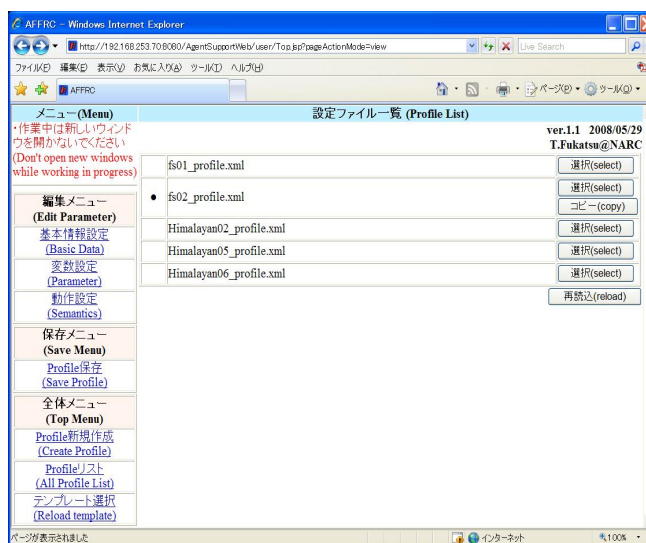 AFFRC - Windows Internet Explorer
http://192.168.253.70:8080/AgentSupportWeb/user/Top.jsp?pageActionMode=view
Live Search
ファイル(F) 編集(E) 表示(V) お気に入り(A) ツール(T) ヘルプ(H)
AFFRC
ページ(P) ツール(O)
メニュー(Menu)
・作業中は新しいウィンド
ウを開かないでください
(Don't open new windows
while working in progress)
編集メニュー
(Edit Parameter)
基本情報設定
(Basic Data)
変数設定
(Parameter)
動作設定
(Semantics)
保存メニュー
(Save Menu)
Profile保存
(Save Profile)
全体メニュー
(Top Menu)
Profile新規作成
(Create Profile)
Profileリスト
(All Profile List)
テンプレート選択
(Reload template)
設定ファイル一覧 (Profile List)
ver.1.1 2008/05/29
T.Fukatsu@NARC
fs01_profile.xml 選択(select)
● fs02_profile.xml 選択(select)
コピー(copy)
Himalayan02_profile.xml 選択(select)
Himalayan05_profile.xml 選択(select)
Himalayan06_profile.xml 選択(select)
再読込(reload)
ページが表示されました インターネット 100%